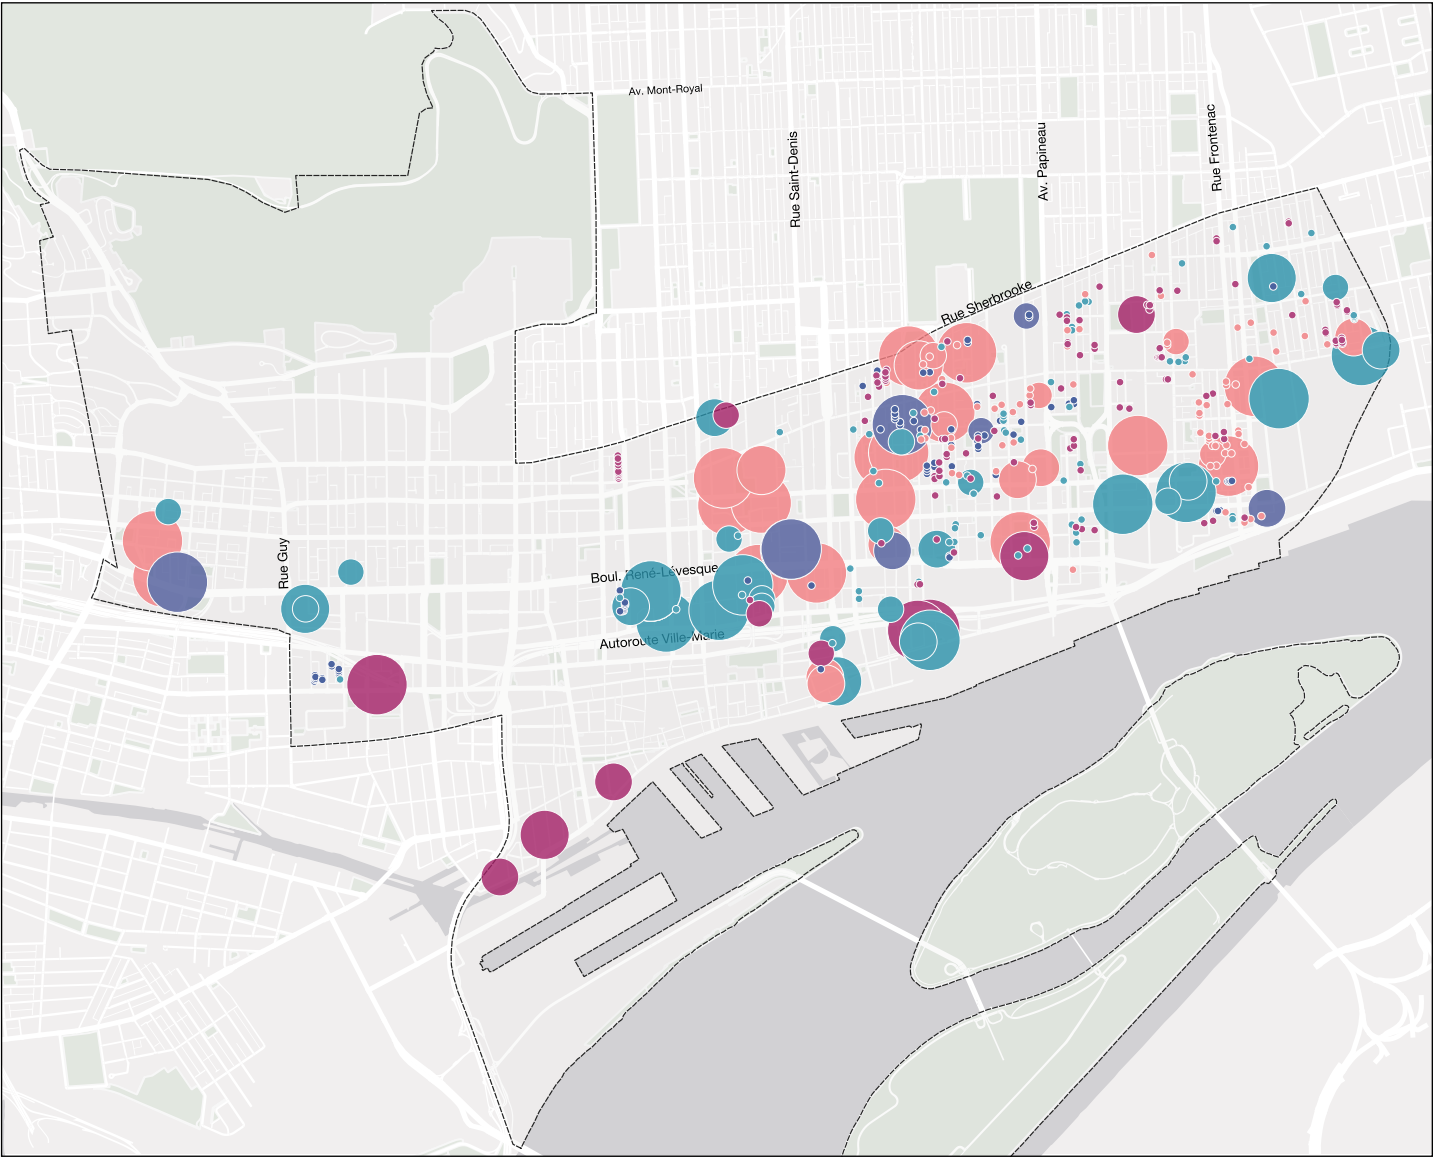 Av. Mont-Royal
Rue Saint-Denis
Av. Papineau
Rue Frontenac
Rue Sherbrooke
Rue Guy
Boul. René-Lévesque
Autoroute Ville-Marie